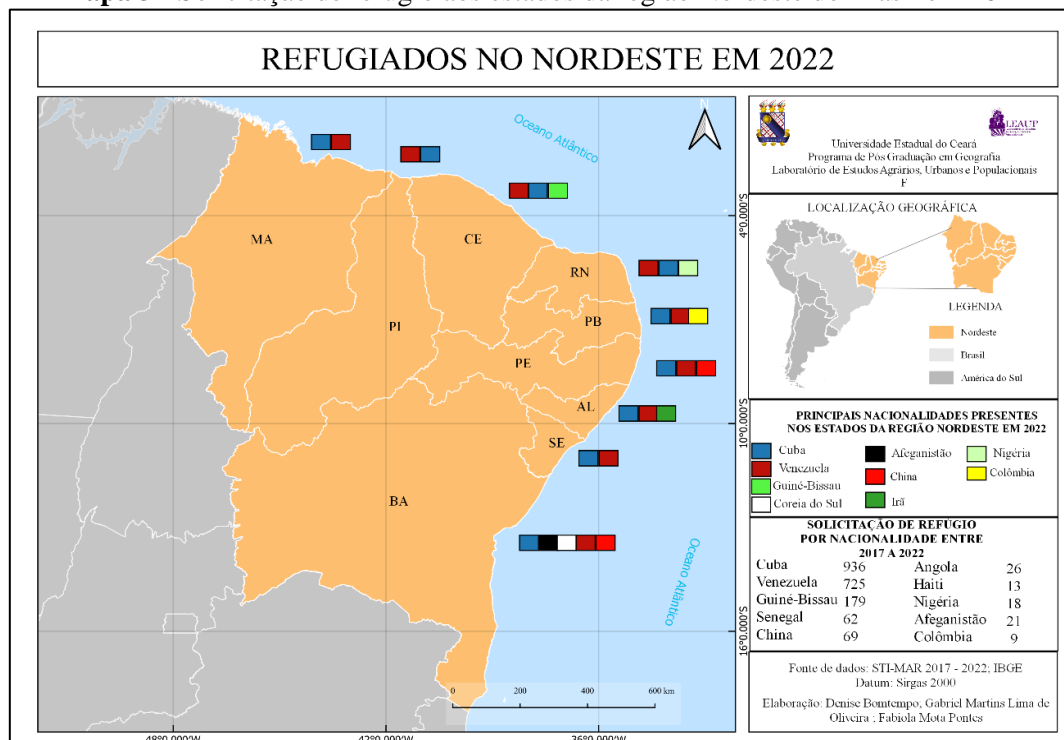 REFUGIADOS NO NORDESTE EM 2022
N
Oceano Atlântico
MA
CE
RN
PI
PB
PE
AL
SE
BA
Oceano Atlântico
4°0.000'S
10°0.000'S
16°0.000'S
0 200 400 600 km
LEAUP
Universidade Estadual do Ceará
Programa de Pós Graduação em Geografia
Laboratório de Estudos Agrários, Urbanos e Populacionais
F
LOCALIZAÇÃO GEOGRÁFICA
LEGENDA
Nordeste
Brasil
América do Sul
PRINCIPAIS NACIONALIDADES PRESENTES
NOS ESTADOS DA REGIÃO NORDESTE EM 2022
Cuba
Venezuela
Guiné-Bissau
Coreia do Sul
Afeganistão
China
Irã
Nigéria
Colômbia
SOLICITAÇÃO DE REFÚGIO
POR NACIONALIDADE ENTRE
2017 A 2022
Cuba 936 Angola 26
Venezuela 725 Haiti 13
Guiné-Bissau 179 Nigéria 18
Senegal 62 Afeganistão 21
China 69 Colômbia 9
Fonte de dados: STI-MAR 2017 - 2022; IBGE
Datum: Sirgas 2000
Elaboração: Denise Bomtempo; Gabriel Martins Lima de
Oliveira ; Fabiola Mota Pontes